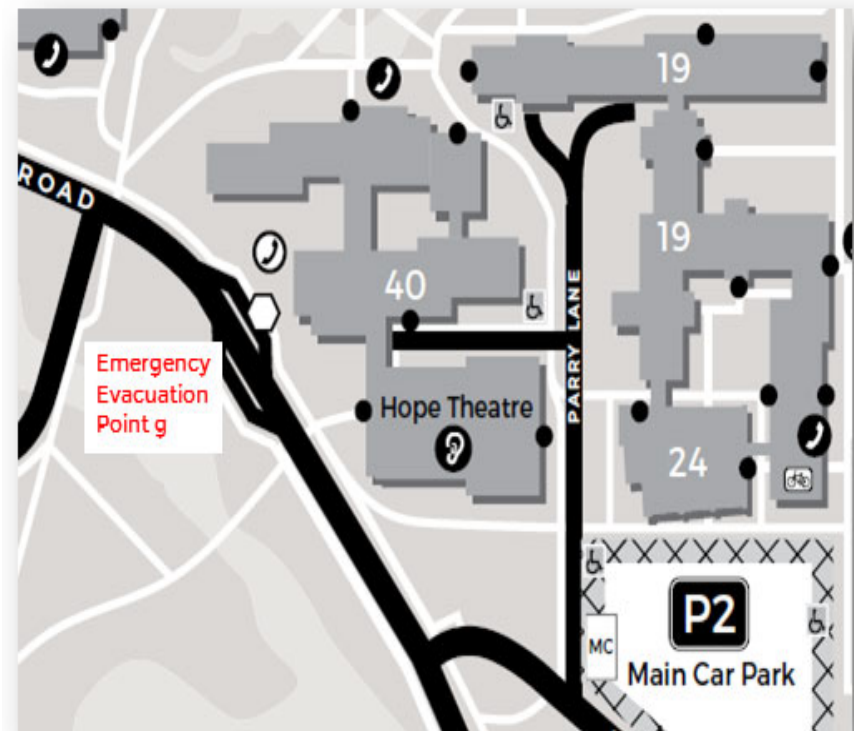 19
ROAD
19
40
PARRY LANE
Emergency
Evacuation
Point g
Hope Theatre
24
P2
MC
Main Car Park